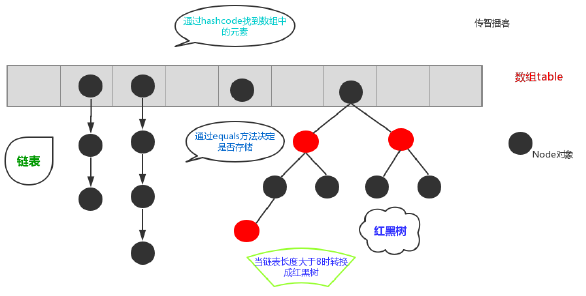 通过hashcode找到数组中
的元素
传智播客
数组table
通过equals方法决定
是否存储
链表
Node对象
红黑树
当链表长度大于8时转换
成红黑树